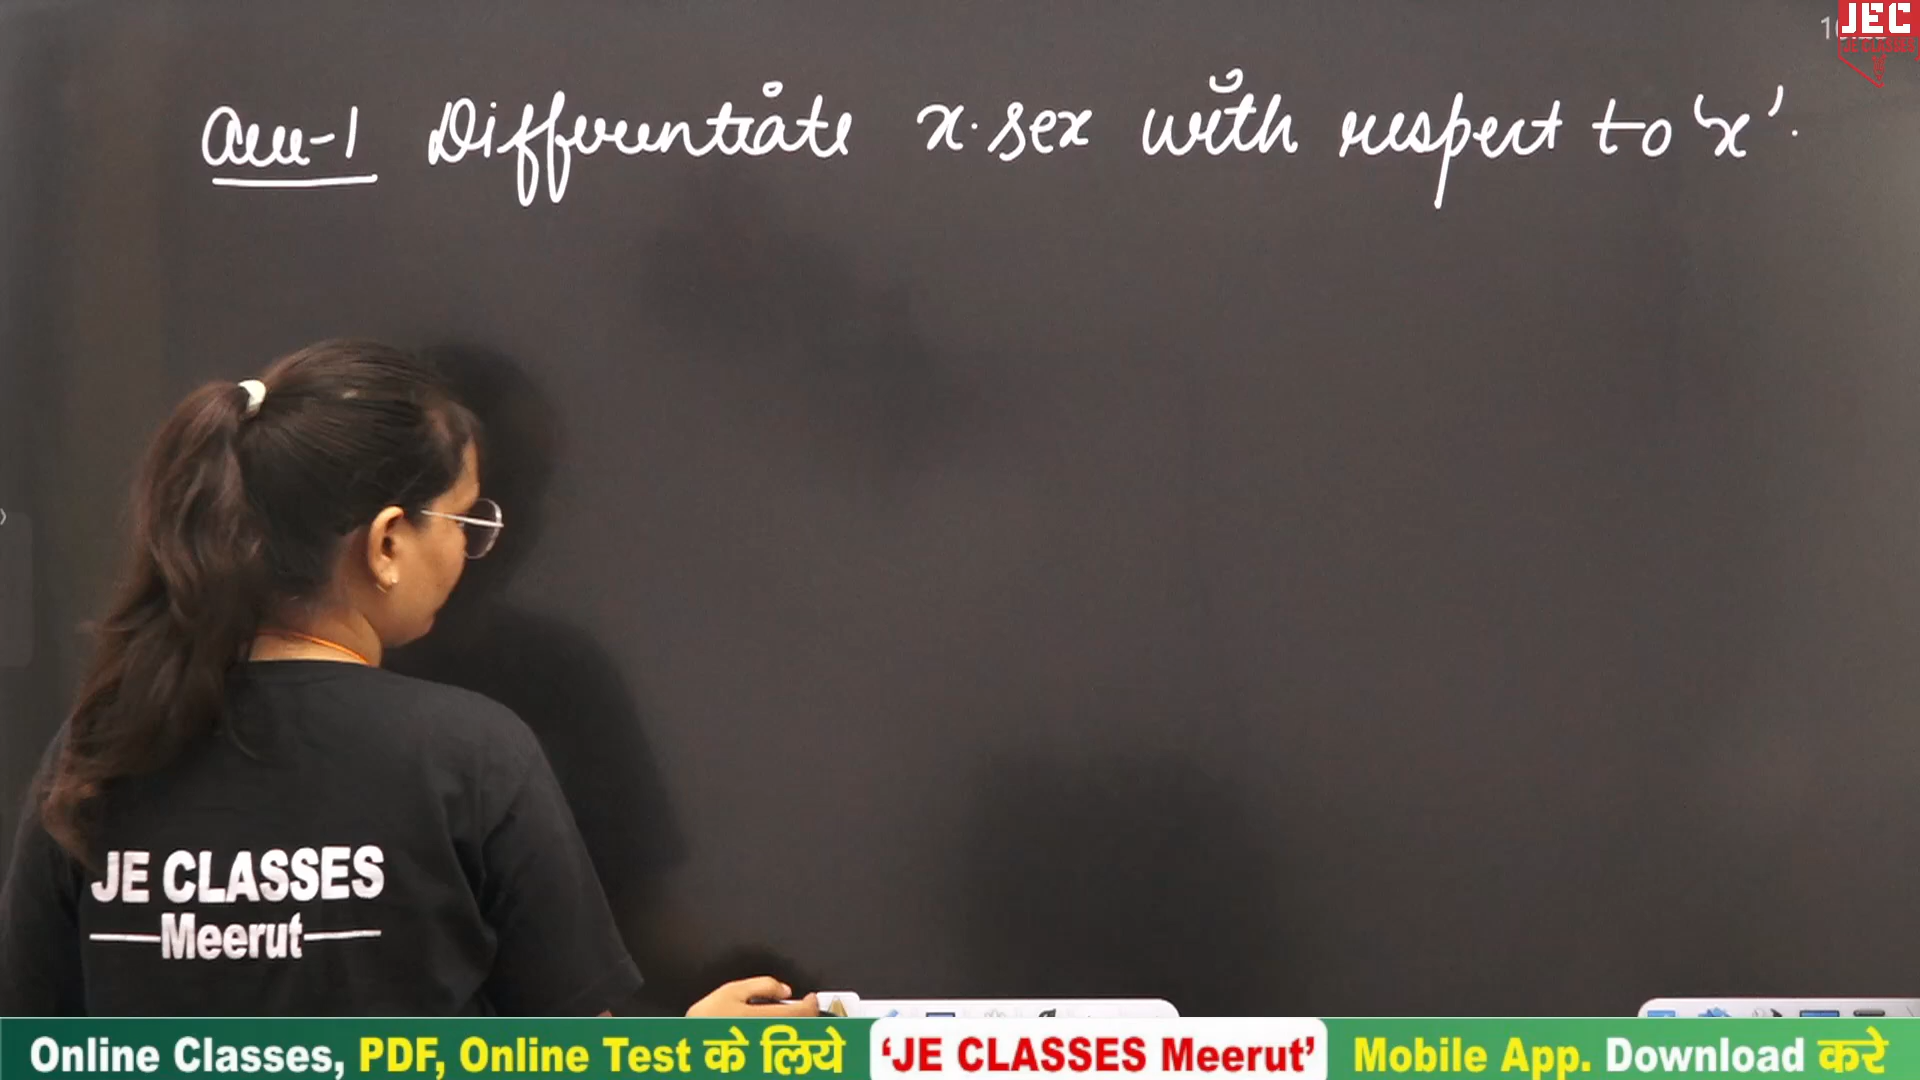 Que-1 Differentiate x. sex with respect to 'x'.
JEC
JE CLASSES
JE CLASSES
Meerut
Online Classes, PDF, Online Test के लिये 'JE CLASSES Meerut' Mobile App. Download करे